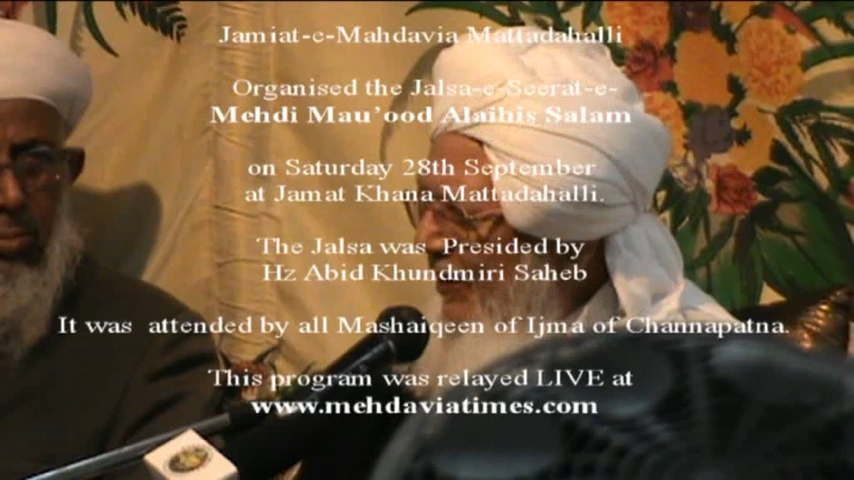 Jamiat-e-Mahdavia Mattadahalli
Organised the Jalsa-e-Seerat-e-
Mehdi Mau'ood Alaihis Salam
on Saturday 28th September
at Jamat Khana Mattadahalli.
The Jalsa was Presided by
Hz Abid Khundmiri Saheb
It was attended by all Mashaiqeen of Ijma of Channapatna.
This program was relayed LIVE at
www.mehdaviatimes.com